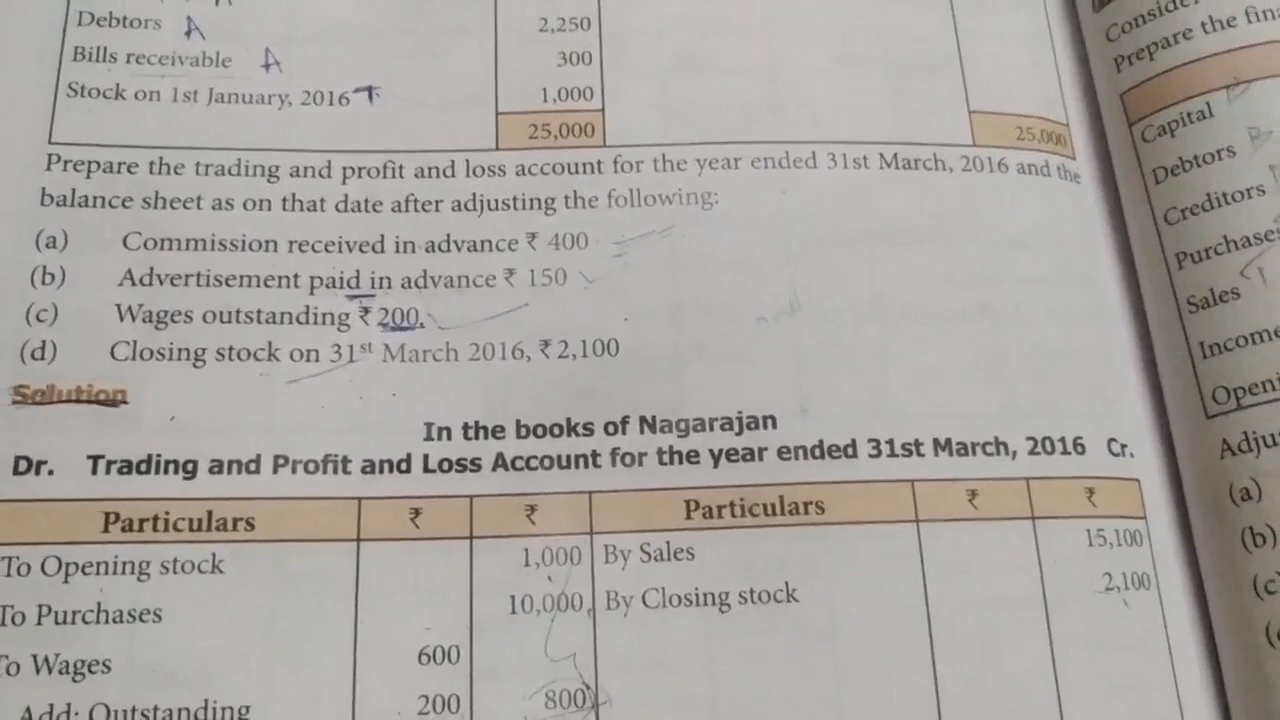 Debtors A 2,250
Bills receivable A 300
Stock on 1st January, 2016 T 1,000
25,000 25,000
Prepare the trading and profit and loss account for the year ended 31st March, 2016 and the
balance sheet as on that date after adjusting the following:
(a) Commission received in advance ₹ 400
(b) Advertisement paid in advance ₹ 150
(c) Wages outstanding ₹ 200.
(d) Closing stock on 31st March 2016, ₹ 2,100
Solution
In the books of Nagarajan
Dr. Trading and Profit and Loss Account for the year ended 31st March, 2016 Cr.
Particulars ₹ ₹ Particulars ₹ ₹
To Opening stock 1,000 By Sales 15,100
To Purchases 10,000 By Closing stock 2,100
To Wages 600
Add: Outstanding 200 800
Prepare the
Capital
Debtors
Creditors
Purchases
Sales
(a)
(b)